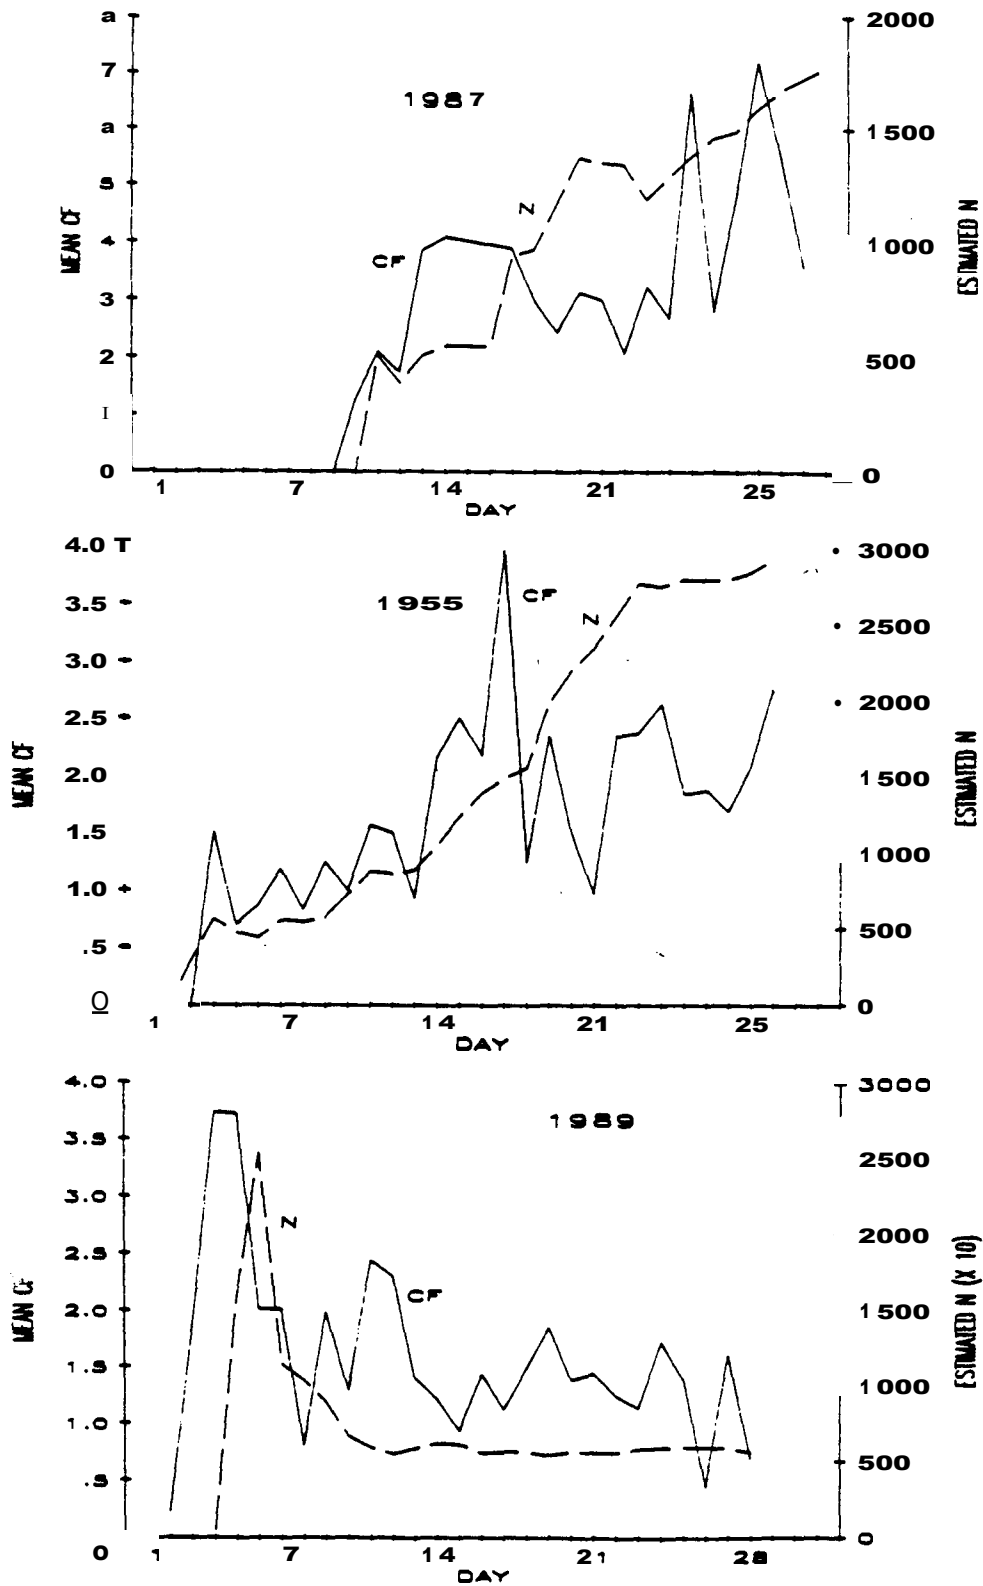 a
2000
7
1987
a
1500
5
Z
4
1000
CF
MEAN CF
ESTIMATED N
3
2
500
I
0
0
1
7
14
21
25
DAY
4.0 T
3000
3.5
1955
CF
Z
2500
3.0
2.5
2000
MEAN CF
ESTIMATED N
2.0
1500
1.5
1000
1.0
.5
500
O
0
1
7
14
21
25
DAY
4.0
3000
1989
3.5
2500
3.0
Z
2000
2.5
MEAN CF
ESTIMATED N (X 10)
2.0
CF
1500
1.5
1000
1.0
.5
500
0
0
1
7
14
21
28
DAY